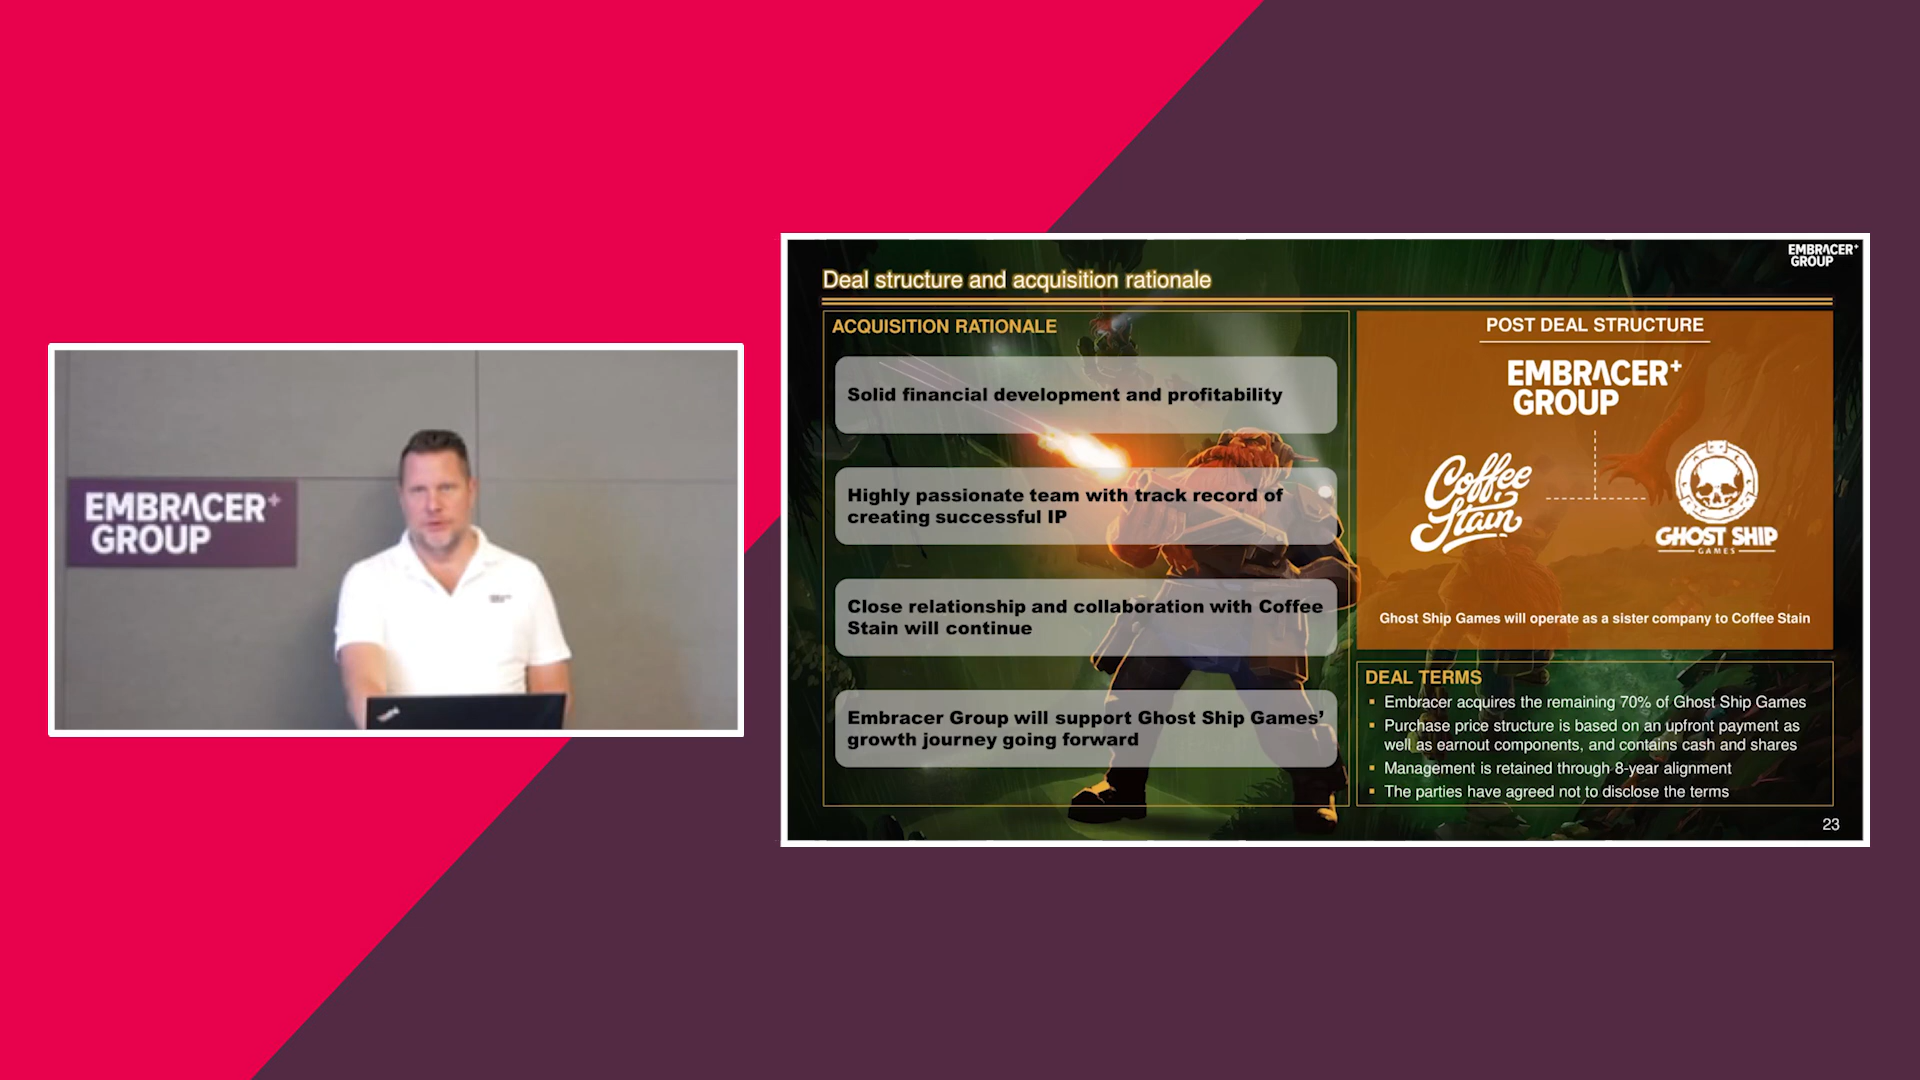 EMBRACER+
GROUP
EMBRACER+
GROUP
Deal structure and acquisition rationale
ACQUISITION RATIONALE
Solid financial development and profitability
Highly passionate team with track record of
creating successful IP
Close relationship and collaboration with Coffee
Stain will continue
Embracer Group will support Ghost Ship Games’
growth journey going forward
POST DEAL STRUCTURE
EMBRACER+
GROUP
Coffee
Stain
GHOST SHIP
GAMES
Ghost Ship Games will operate as a sister company to Coffee Stain
DEAL TERMS
▪ Embracer acquires the remaining 70% of Ghost Ship Games
▪ Purchase price structure is based on an upfront payment as
well as earnout components, and contains cash and shares
▪ Management is retained through 8-year alignment
▪ The parties have agreed not to disclose the terms
23